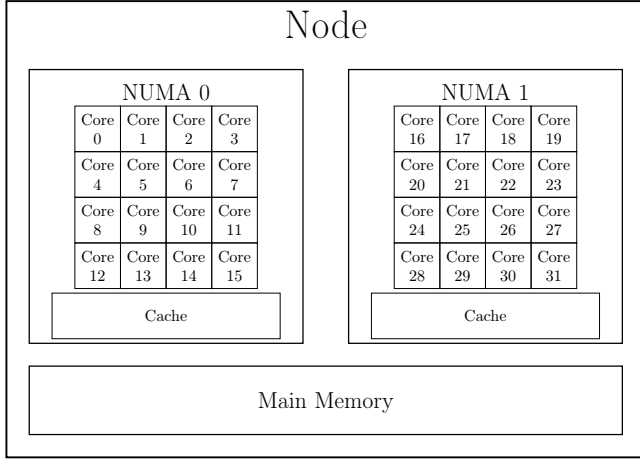 Node
NUMA 0
Core 0 Core 1 Core 2 Core 3
Core 4 Core 5 Core 6 Core 7
Core 8 Core 9 Core 10 Core 11
Core 12 Core 13 Core 14 Core 15
Cache
NUMA 1
Core 16 Core 17 Core 18 Core 19
Core 20 Core 21 Core 22 Core 23
Core 24 Core 25 Core 26 Core 27
Core 28 Core 29 Core 30 Core 31
Cache
Main Memory